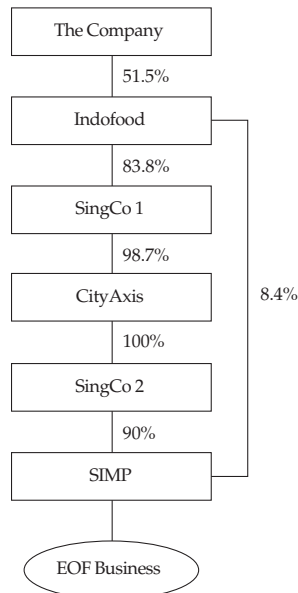 The Company
51.5%
Indofood
83.8%
SingCo 1
98.7%
CityAxis
8.4%
100%
SingCo 2
90%
SIMP
EOF Business